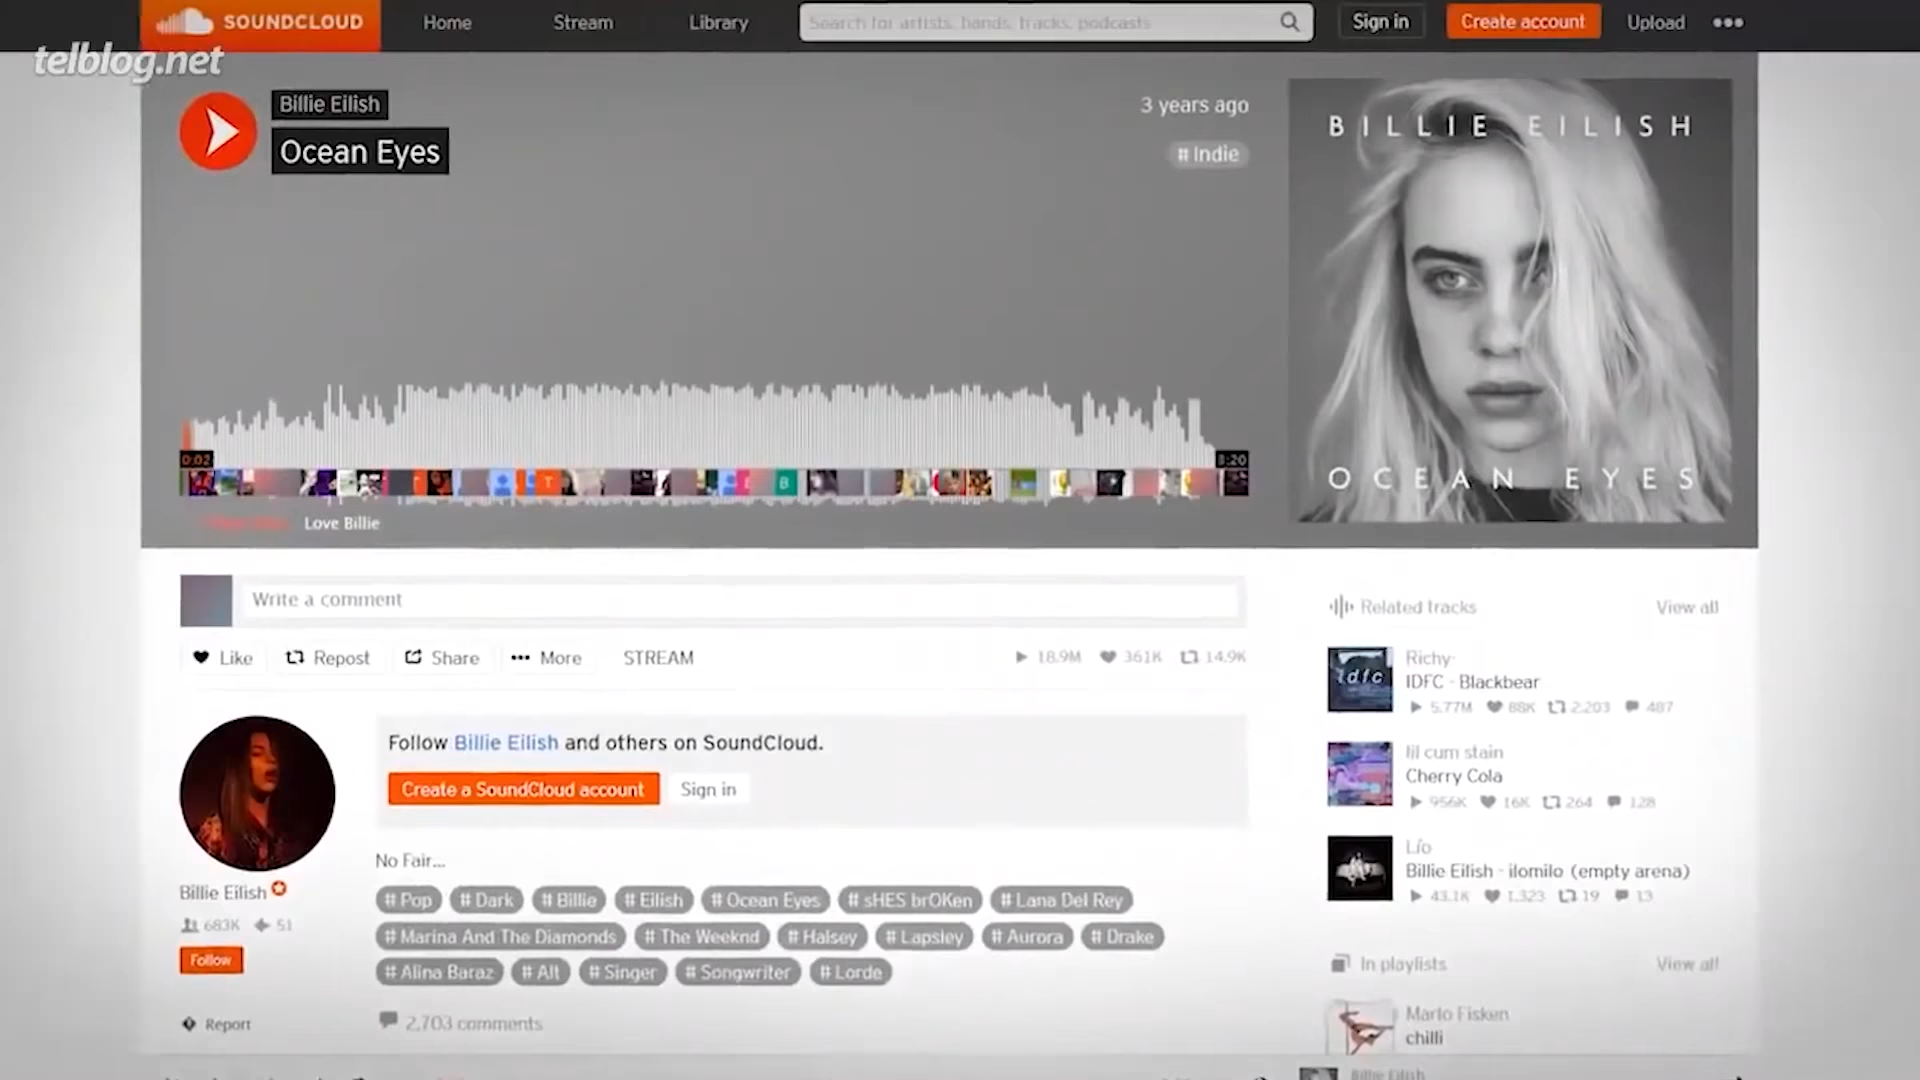 SOUNDCLOUD Home Stream Library Search for artists, bands, tracks, podcasts Sign in Create account Upload
telblog.net
Billie Eilish
Ocean Eyes
3 years ago
# Indie
BILLIE EILISH
OCEAN EYES
0:02
3:20
Love Billie
Write a comment
Like Repost Share More STREAM 18.9M 361K 14.9K
Follow Billie Eilish and others on SoundCloud.
Create a SoundCloud account Sign in
Billie Eilish
683K 51
Follow
Report
No Fair...
# Pop # Dark # Billie # Eilish # Ocean Eyes # sHES brOKen # Lana Del Rey
# Marina And The Diamonds # The Weeknd # Halsey # Lapsley # Aurora # Drake
# Alina Baraz # Alt # Singer # Songwriter # Lorde
2,703 comments
Related tracks View all
idfc
Richy
IDFC - Blackbear
5.77M 88K 2,203 487
lil cum stain
Cherry Cola
956K 16K 264 128
Lío
Billie Eilish - ilomilo (empty arena)
43.1K 1,323 19 13
In playlists View all
Marlo Fisken
chilli
Billie Eilish